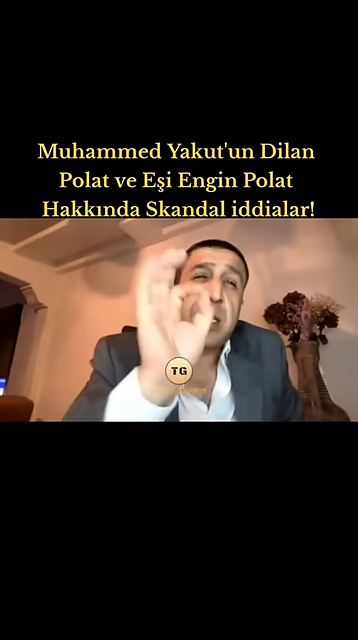 Muhammed Yakut'un Dilan
Polat ve Eşi Engin Polat
Hakkında Skandal iddialar!
TG